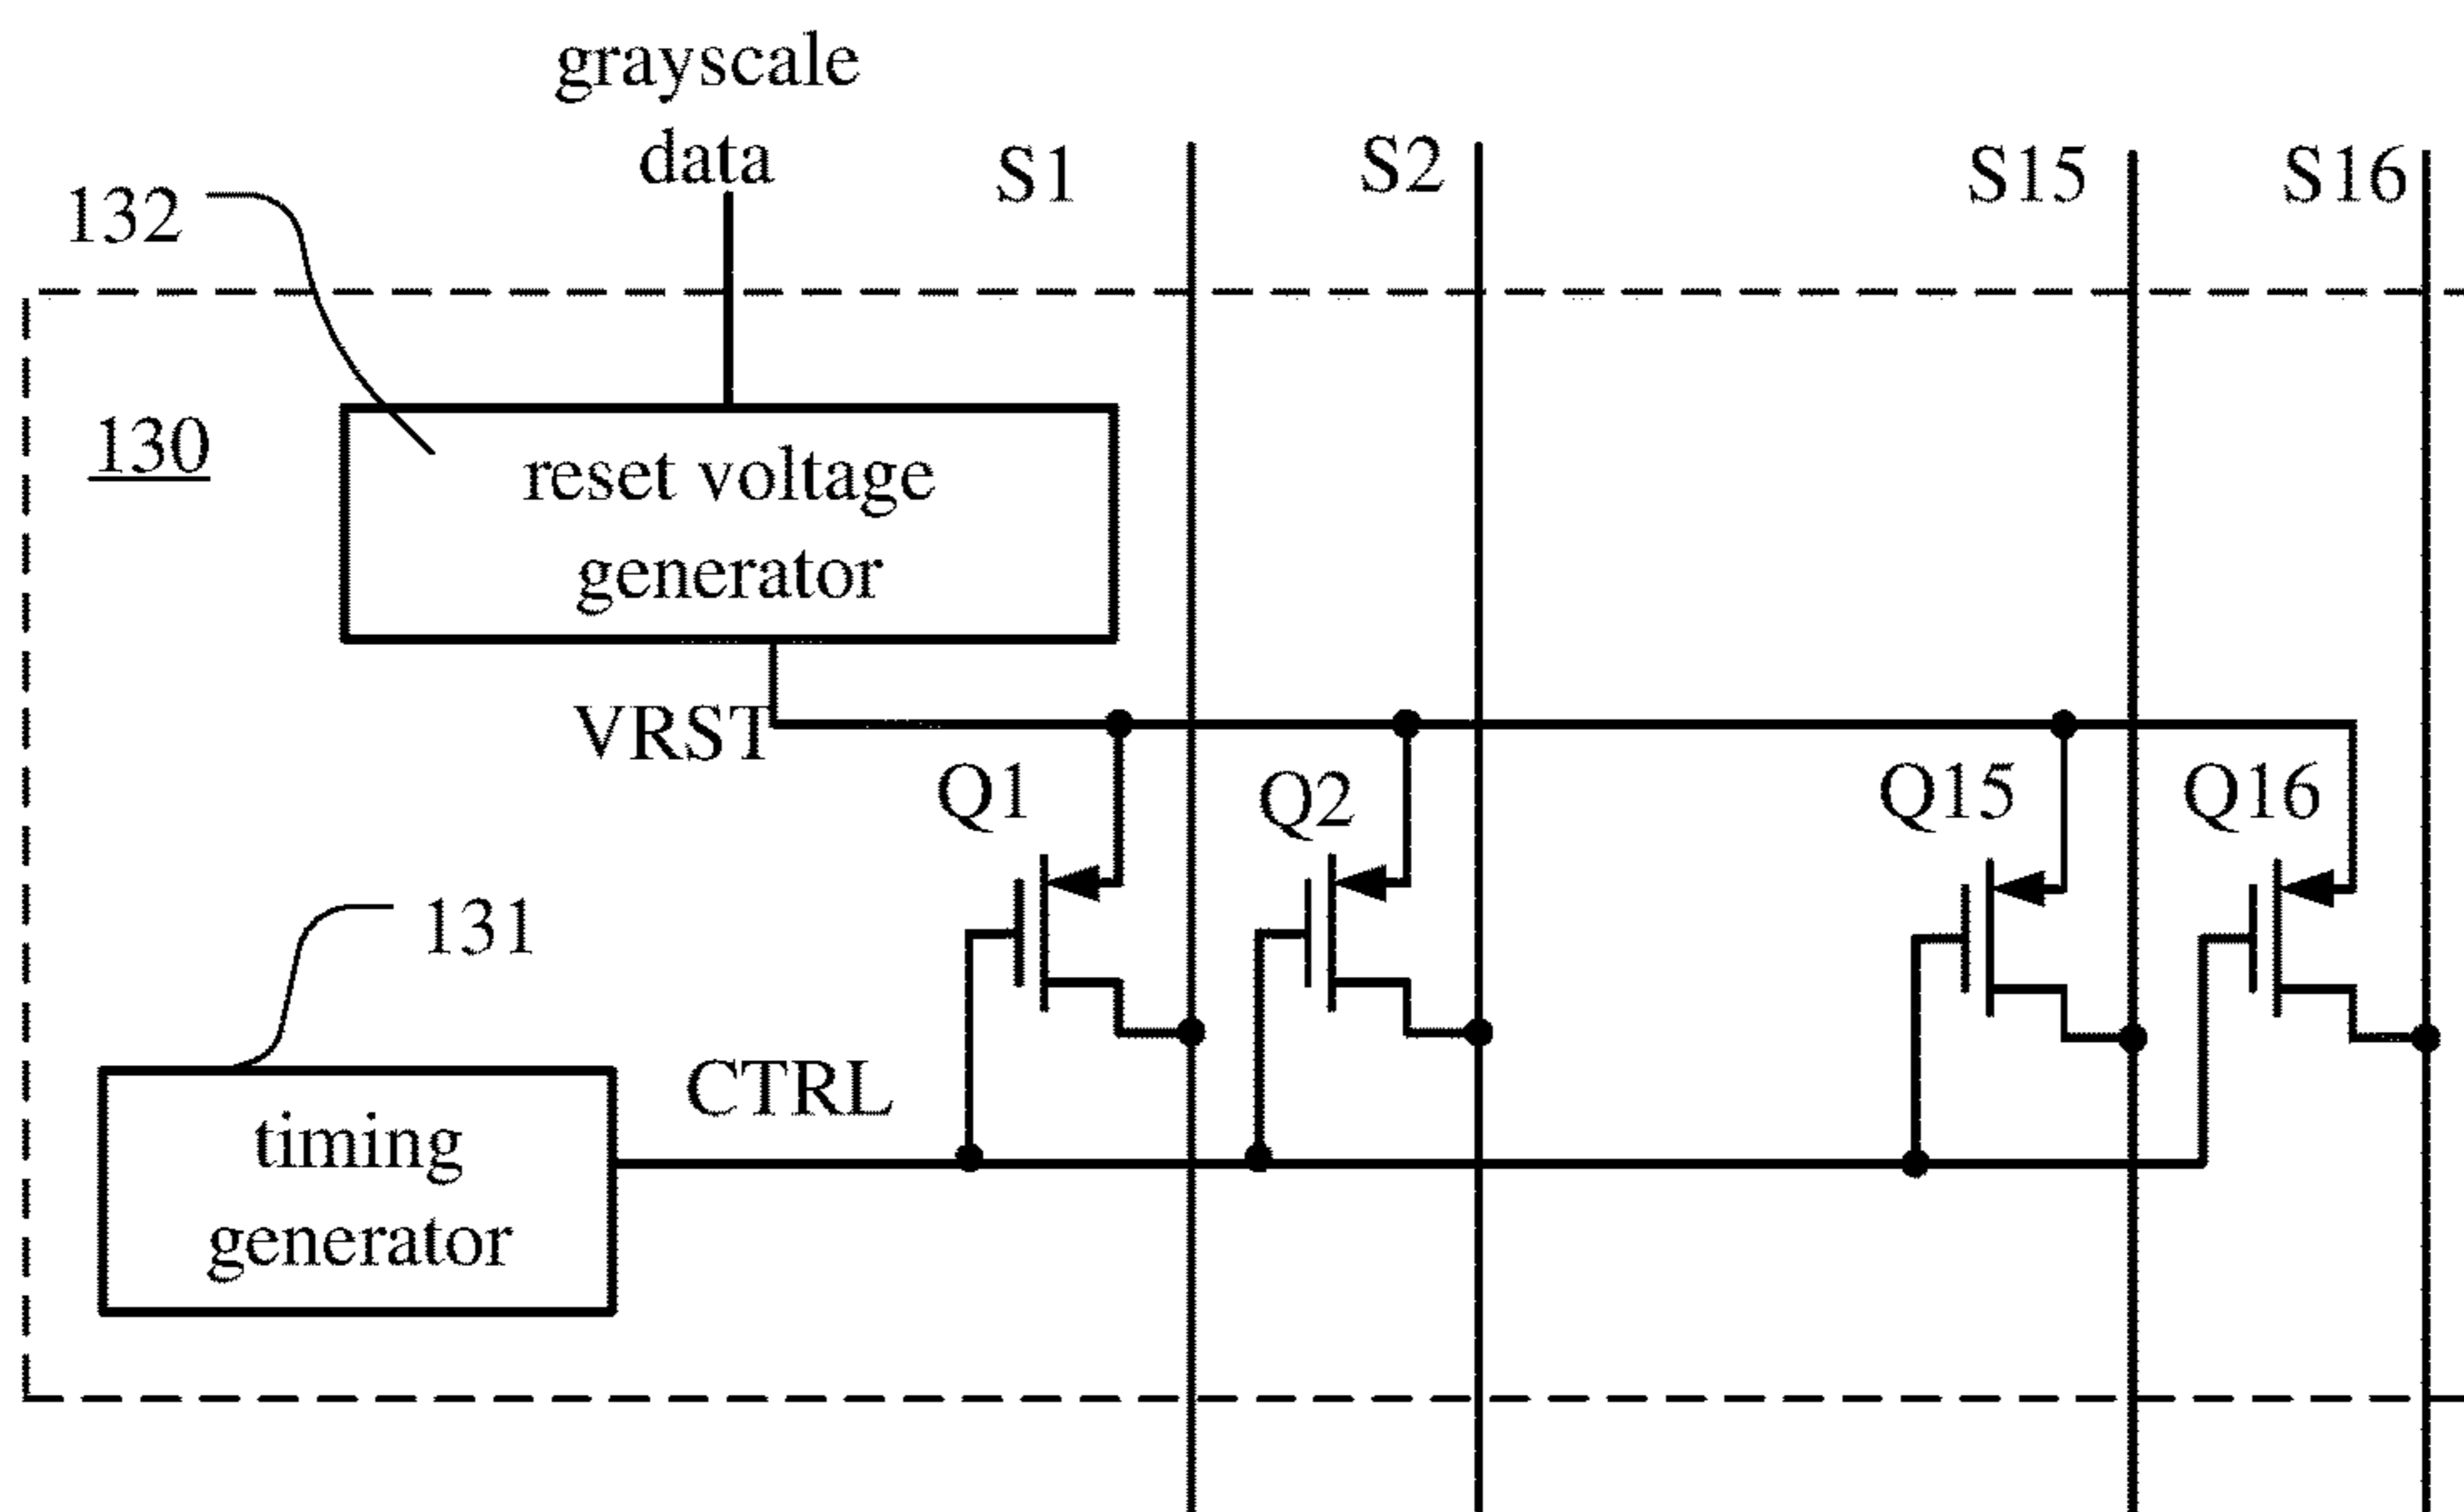 grayscale
data
S1
S2
S15
S16
132
130
reset voltage
generator
VRST
Q1
Q2
Q15
Q16
131
CTRL
timing
generator